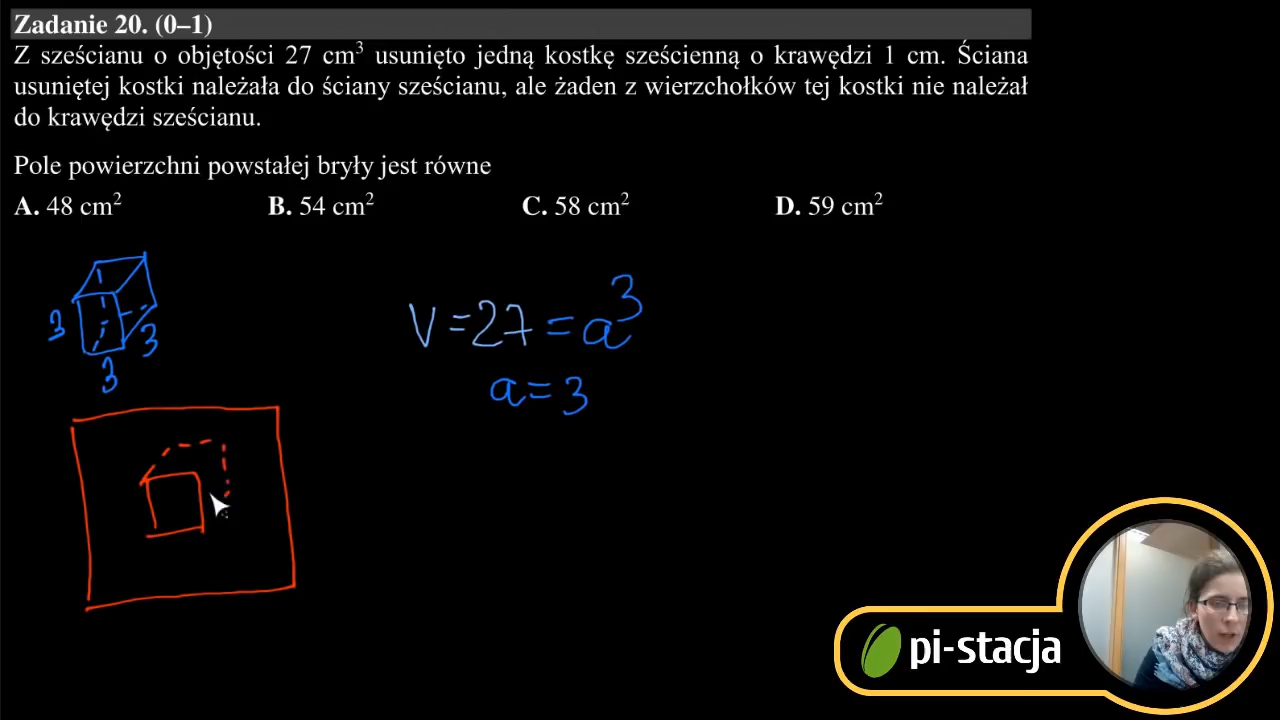 Zadanie 20. (0–1)
Z sześcianu o objętości 27 cm³ usunięto jedną kostkę sześcienną o krawędzi 1 cm. Ściana
usuniętej kostki należała do ściany sześcianu, ale żaden z wierzchołków tej kostki nie należał
do krawędzi sześcianu.
Pole powierzchni powstałej bryły jest równe
A. 48 cm² B. 54 cm² C. 58 cm² D. 59 cm²
3 3
3
V = 27 = a³
a = 3
pi-stacja